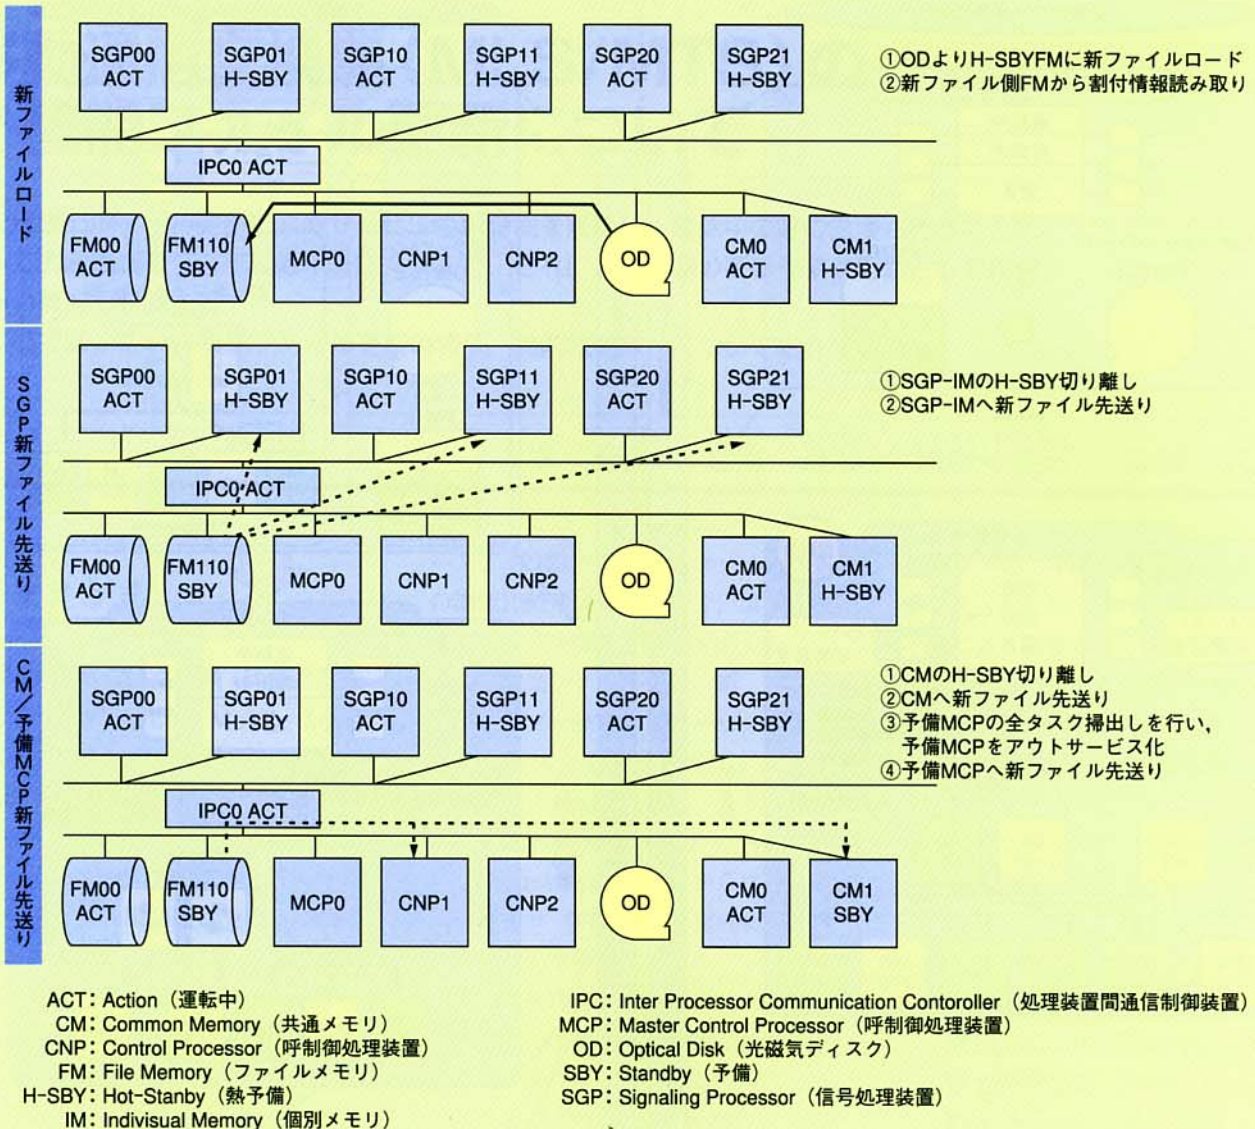 新ファイルロード
SGP00
ACT
SGP01
H-SBY
SGP10
ACT
SGP11
H-SBY
SGP20
ACT
SGP21
H-SBY
①ODよりH-SBYFMに新ファイルロード
②新ファイル側FMから割付情報読み取り
IPC0 ACT
FM00
ACT
FM110
SBY
MCP0
CNP1
CNP2
OD
CM0
ACT
CM1
H-SBY
SGP新ファイル先送り
SGP00
ACT
SGP01
H-SBY
SGP10
ACT
SGP11
H-SBY
SGP20
ACT
SGP21
H-SBY
①SGP-IMのH-SBY切り離し
②SGP-IMへ新ファイル先送り
IPC0 ACT
FM00
ACT
FM110
SBY
MCP0
CNP1
CNP2
OD
CM0
ACT
CM1
H-SBY
CM/予備MCP新ファイル先送り
SGP00
ACT
SGP01
H-SBY
SGP10
ACT
SGP11
H-SBY
SGP20
ACT
SGP21
H-SBY
①CMのH-SBY切り離し
②CMへ新ファイル先送り
③予備MCPの全タスク掃出しを行い,
予備MCPをアウトサービス化
④予備MCPへ新ファイル先送り
IPC0 ACT
FM00
ACT
FM110
SBY
MCP0
CNP1
CNP2
OD
CM0
ACT
CM1
SBY
ACT:Action(運転中)
CM:Common Memory(共通メモリ)
CNP:Control Processor(呼制御処理装置)
FM:File Memory(ファイルメモリ)
H-SBY:Hot-Stanby(熱予備)
IM:Indivisual Memory(個別メモリ)
IPC:Inter Processor Communication Contoroller(処理装置間通信制御装置)
MCP:Master Control Processor(呼制御処理装置)
OD:Optical Disk(光磁気ディスク)
SBY:Standby(予備)
SGP:Signaling Processor(信号処理装置)